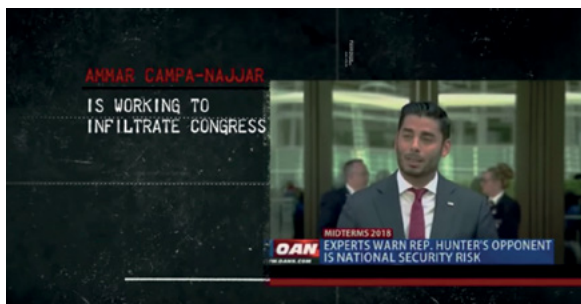 AMMAR CAMPA-NAJJAR
IS WORKING TO
INFILTRATE CONGRESS
MIDTERMS 2018
OAN
EXPERTS WARN REP. HUNTER'S OPPONENT
IS NATIONAL SECURITY RISK